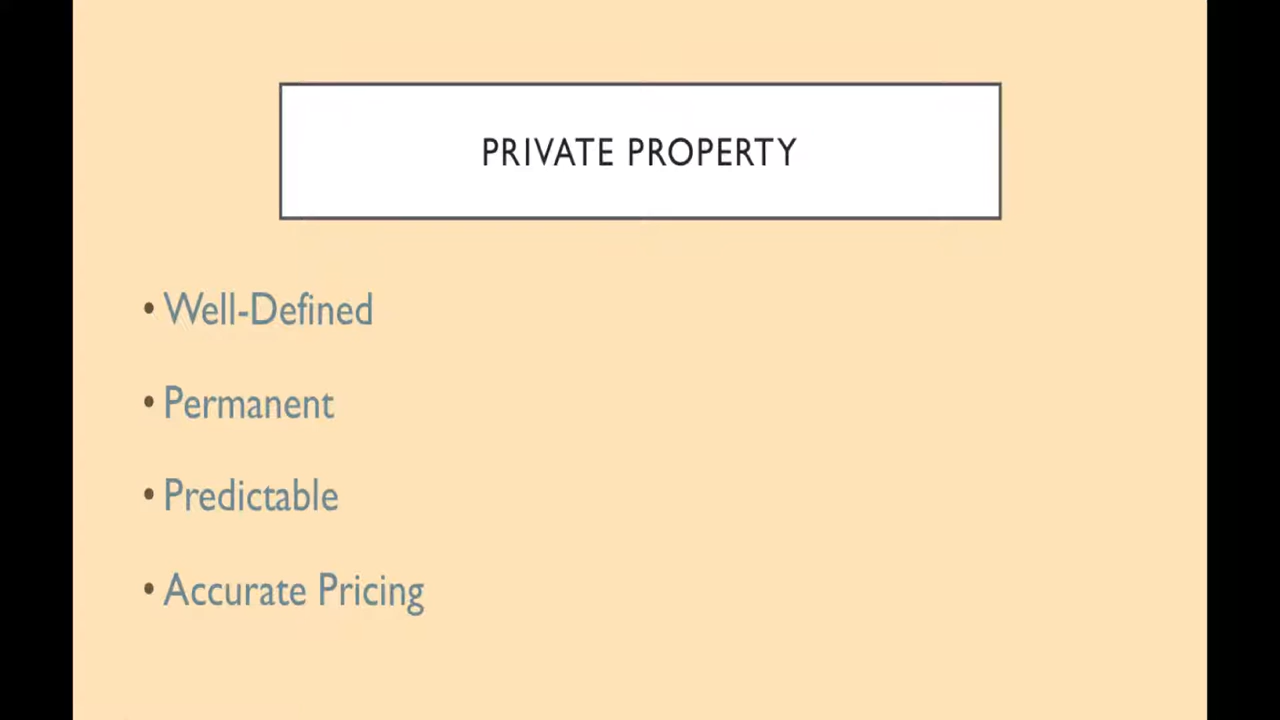 PRIVATE PROPERTY
• Well-Defined
• Permanent
• Predictable
• Accurate Pricing